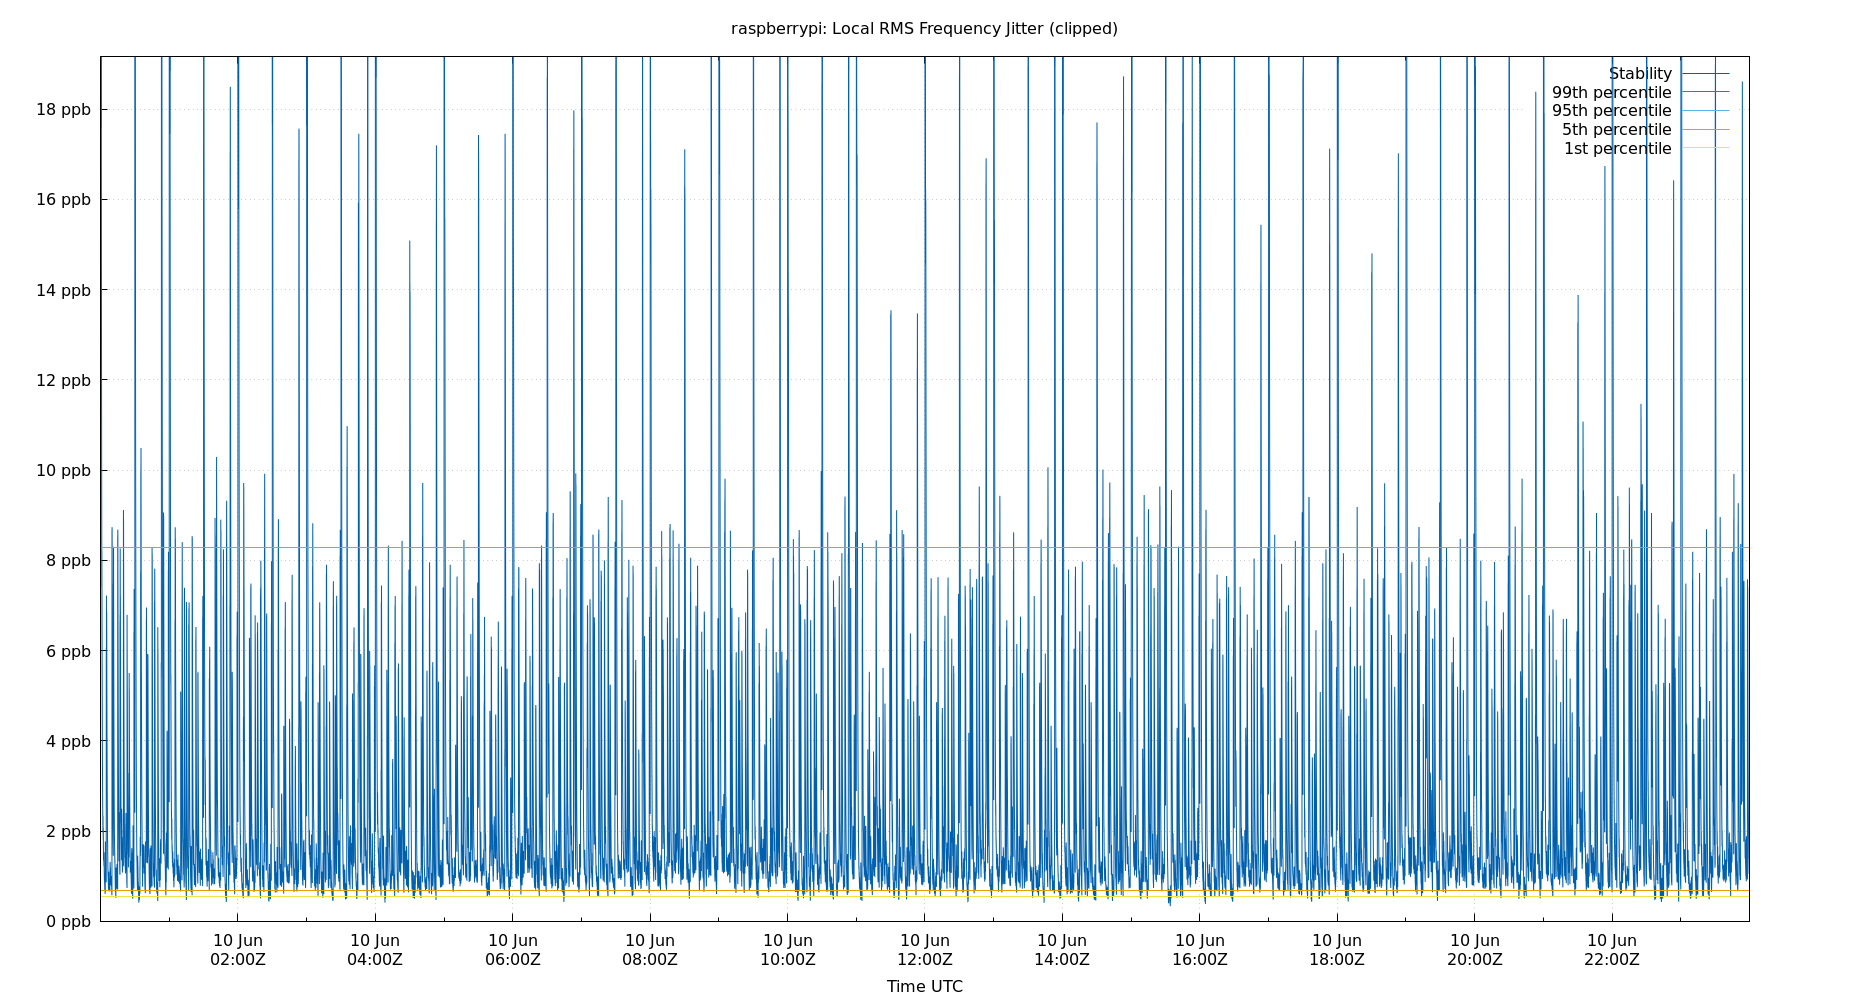 raspberrypi: Local RMS Frequency Jitter (clipped)
Stability
99th percentile
95th percentile
5th percentile
1st percentile
18 ppb
16 ppb
14 ppb
12 ppb
10 ppb
8 ppb
6 ppb
4 ppb
2 ppb
0 ppb
10 Jun 10 Jun 10 Jun 10 Jun 10 Jun 10 Jun 10 Jun 10 Jun 10 Jun 10 Jun 10 Jun
02:00Z 04:00Z 06:00Z 08:00Z 10:00Z 12:00Z 14:00Z 16:00Z 18:00Z 20:00Z 22:00Z
Time UTC